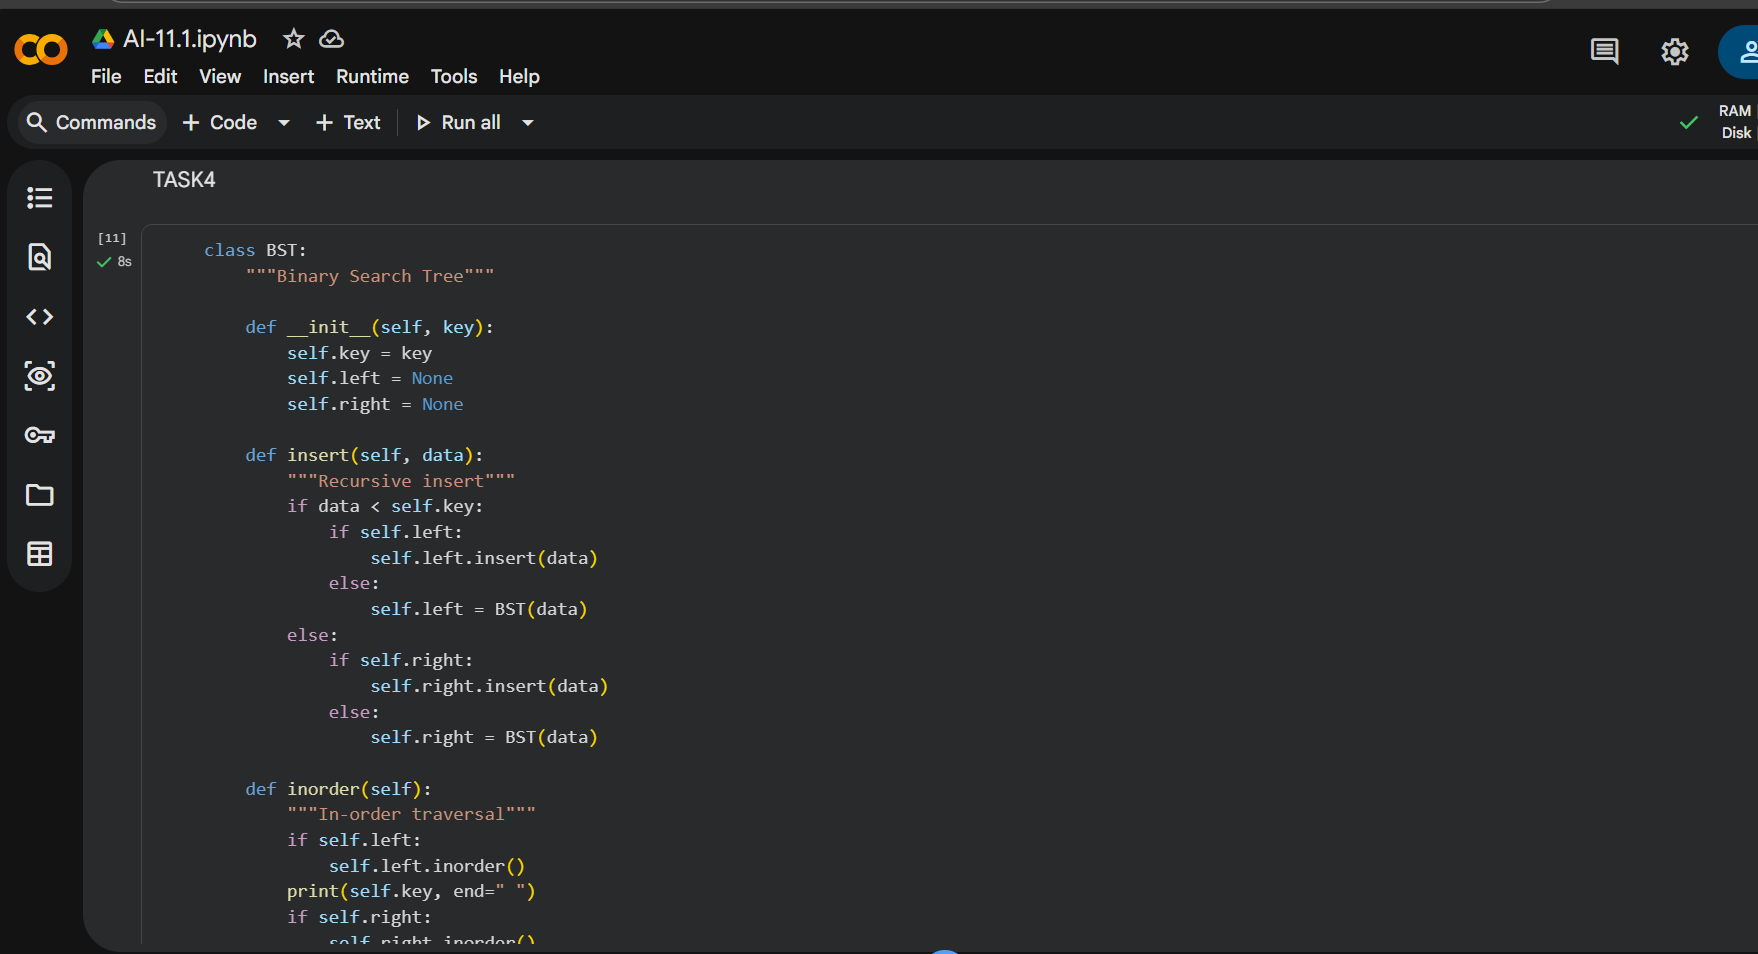 AI-11.1.ipynb
File Edit View Insert Runtime Tools Help
Commands + Code + Text Run all
RAM
Disk
TASK4
[11]
8s
class BST:
    """Binary Search Tree"""

    def __init__(self, key):
        self.key = key
        self.left = None
        self.right = None

    def insert(self, data):
        """Recursive insert"""
        if data < self.key:
            if self.left:
                self.left.insert(data)
            else:
                self.left = BST(data)
        else:
            if self.right:
                self.right.insert(data)
            else:
                self.right = BST(data)

    def inorder(self):
        """In-order traversal"""
        if self.left:
            self.left.inorder()
        print(self.key, end=" ")
        if self.right:
            self.right.inorder()